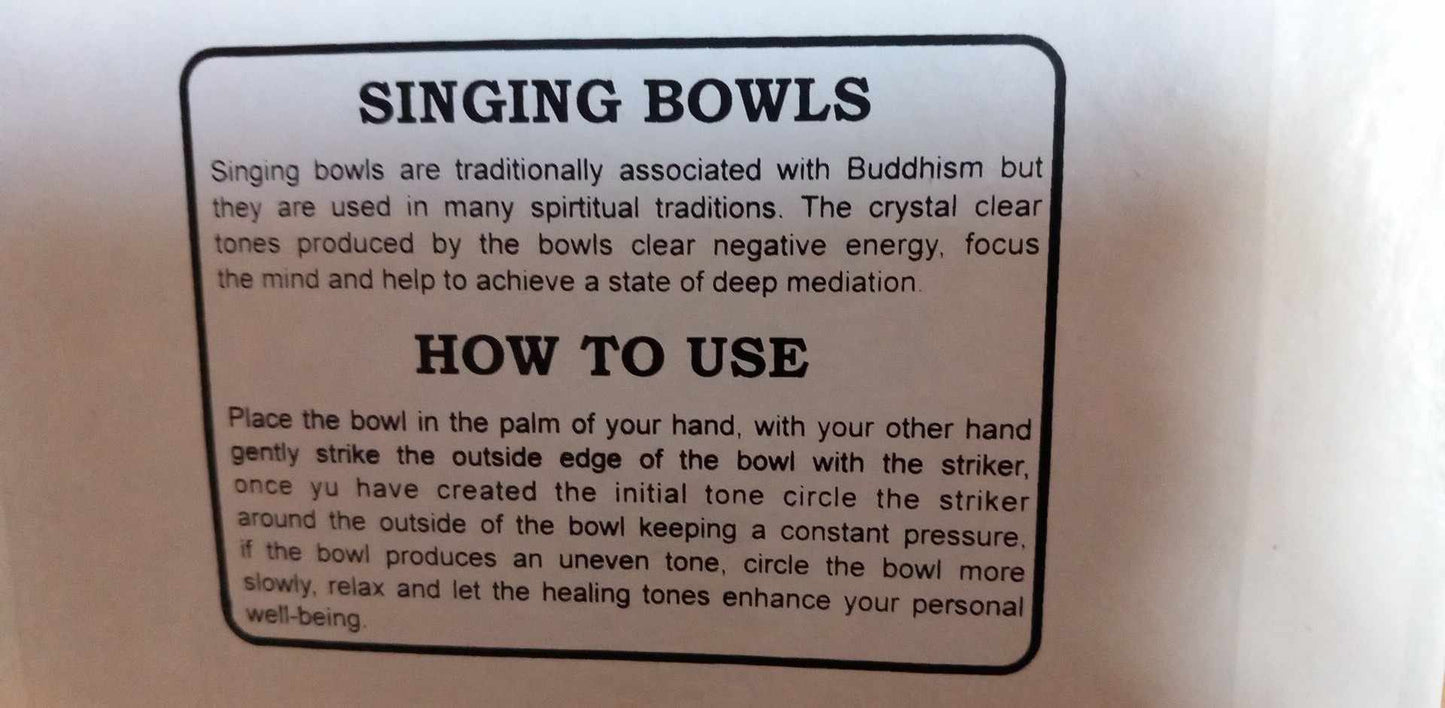 SINGING BOWLS
Singing bowls are traditionally associated with Buddhism but
they are used in many spirtitual traditions. The crystal clear
tones produced by the bowls clear negative energy, focus
the mind and help to achieve a state of deep mediation.
HOW TO USE
Place the bowl in the palm of your hand, with your other hand
gently strike the outside edge of the bowl with the striker,
once yu have created the initial tone circle the striker
around the outside of the bowl keeping a constant pressure,
if the bowl produces an uneven tone, circle the bowl more
slowly, relax and let the healing tones enhance your personal
well-being.